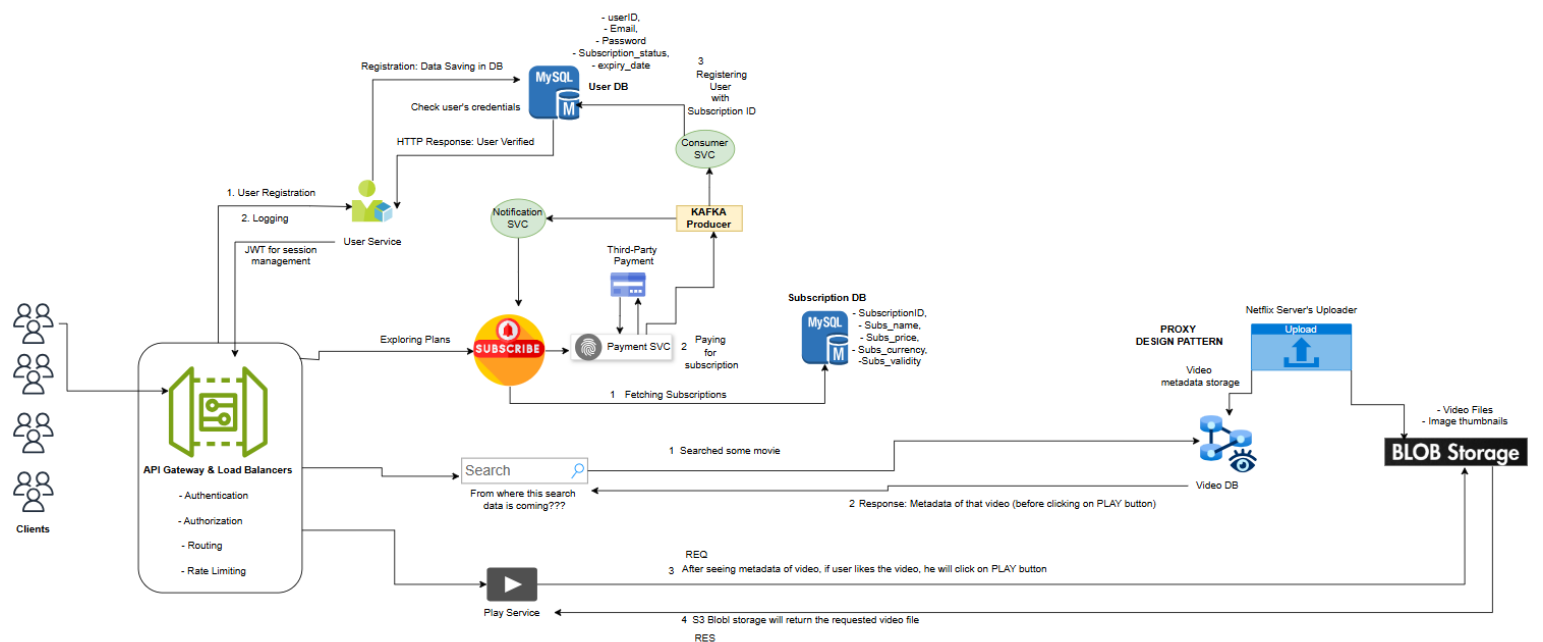 - userID,
- Email,
- Password
- Subscription_status,
- expiry_date
Registration: Data Saving in DB
MySQL
M
User DB
3
Registering
User
with
Subscription ID
Check user's credentials
HTTP Response: User Verified
Consumer
SVC
1. User Registration
2. Logging
Notification
SVC
KAFKA
Producer
User Service
JWT for session
management
Third-Party
Payment
Subscription DB
MySQL
M
- SubscriptionID,
- Subs_name,
- Subs_price,
- Subs_currency,
-Subs_validity
Netflix Server's Uploader
Upload
PROXY
DESIGN PATTERN
Exploring Plans
SUBSCRIBE
Payment SVC
2 Paying
for
subscription
Video
metadata storage
1 Fetching Subscriptions
- Video Files
- Image thumbnails
BLOB Storage
API Gateway & Load Balancers
- Authentication
- Authorization
- Routing
- Rate Limiting
Clients
Search
From where this search
data is coming???
1 Searched some movie
Video DB
2 Response: Metadata of that video (before clicking on PLAY button)
REQ
3 After seeing metadata of video, if user likes the video, he will click on PLAY button
Play Service
4 S3 Blobl storage will return the requested video file
RES